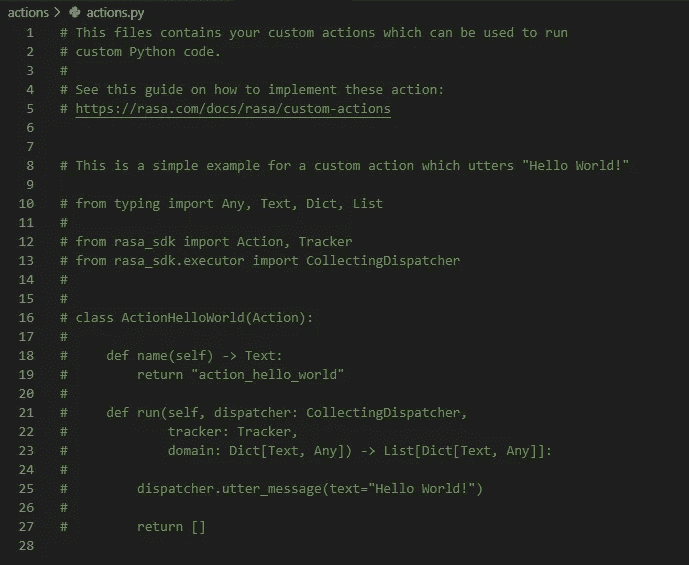 actions > actions.py
1 # This files contains your custom actions which can be used to run
2 # custom Python code.
3 #
4 # See this guide on how to implement these action:
5 # https://rasa.com/docs/rasa/custom-actions
6
7
8 # This is a simple example for a custom action which utters "Hello World!"
9
10 # from typing import Any, Text, Dict, List
11 #
12 # from rasa_sdk import Action, Tracker
13 # from rasa_sdk.executor import CollectingDispatcher
14 #
15 #
16 # class ActionHelloWorld(Action):
17 #
18 #     def name(self) -> Text:
19 #         return "action_hello_world"
20 #
21 #     def run(self, dispatcher: CollectingDispatcher,
22 #             tracker: Tracker,
23 #             domain: Dict[Text, Any]) -> List[Dict[Text, Any]]:
24 #
25 #         dispatcher.utter_message(text="Hello World!")
26 #
27 #         return []
28